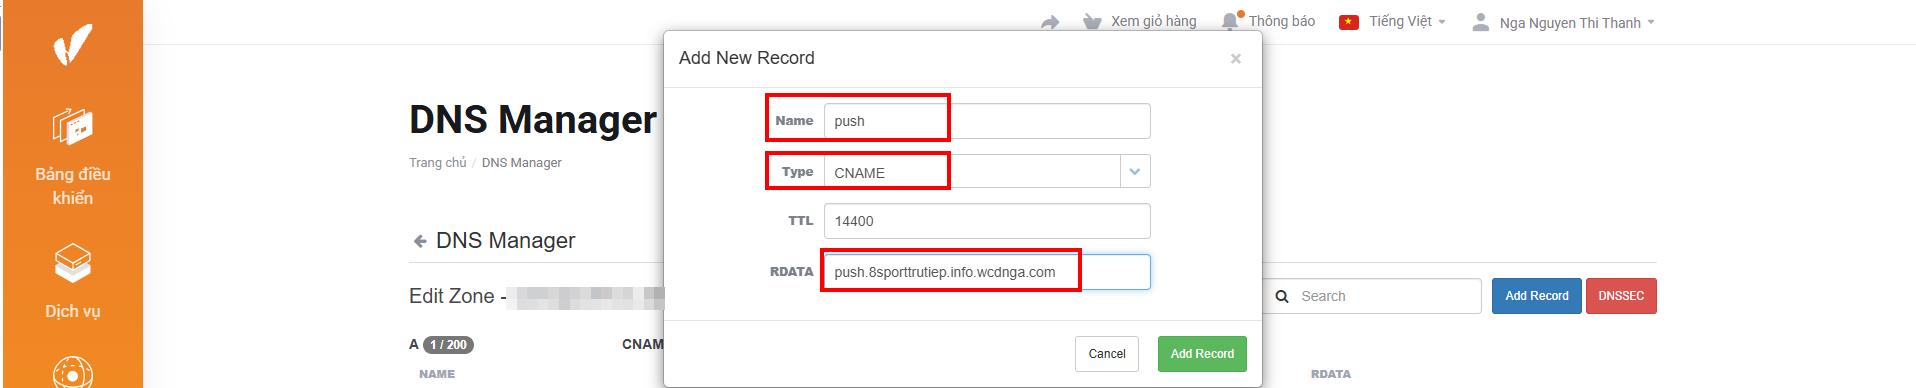 Xem giỏ hàng
Thông báo
Tiếng Việt
Nga Nguyen Thi Thanh
Bảng điều
khiển
Dịch vụ
DNS Manager
Trang chủ / DNS Manager
DNS Manager
Edit Zone -
Search
Add Record
DNSSEC
A 1 / 200
CNAM
NAME
RDATA
Add New Record
×
Name
push
Type
CNAME
TTL
14400
RDATA
push.8sporttrutiep.info.wcdnga.com
Cancel
Add Record